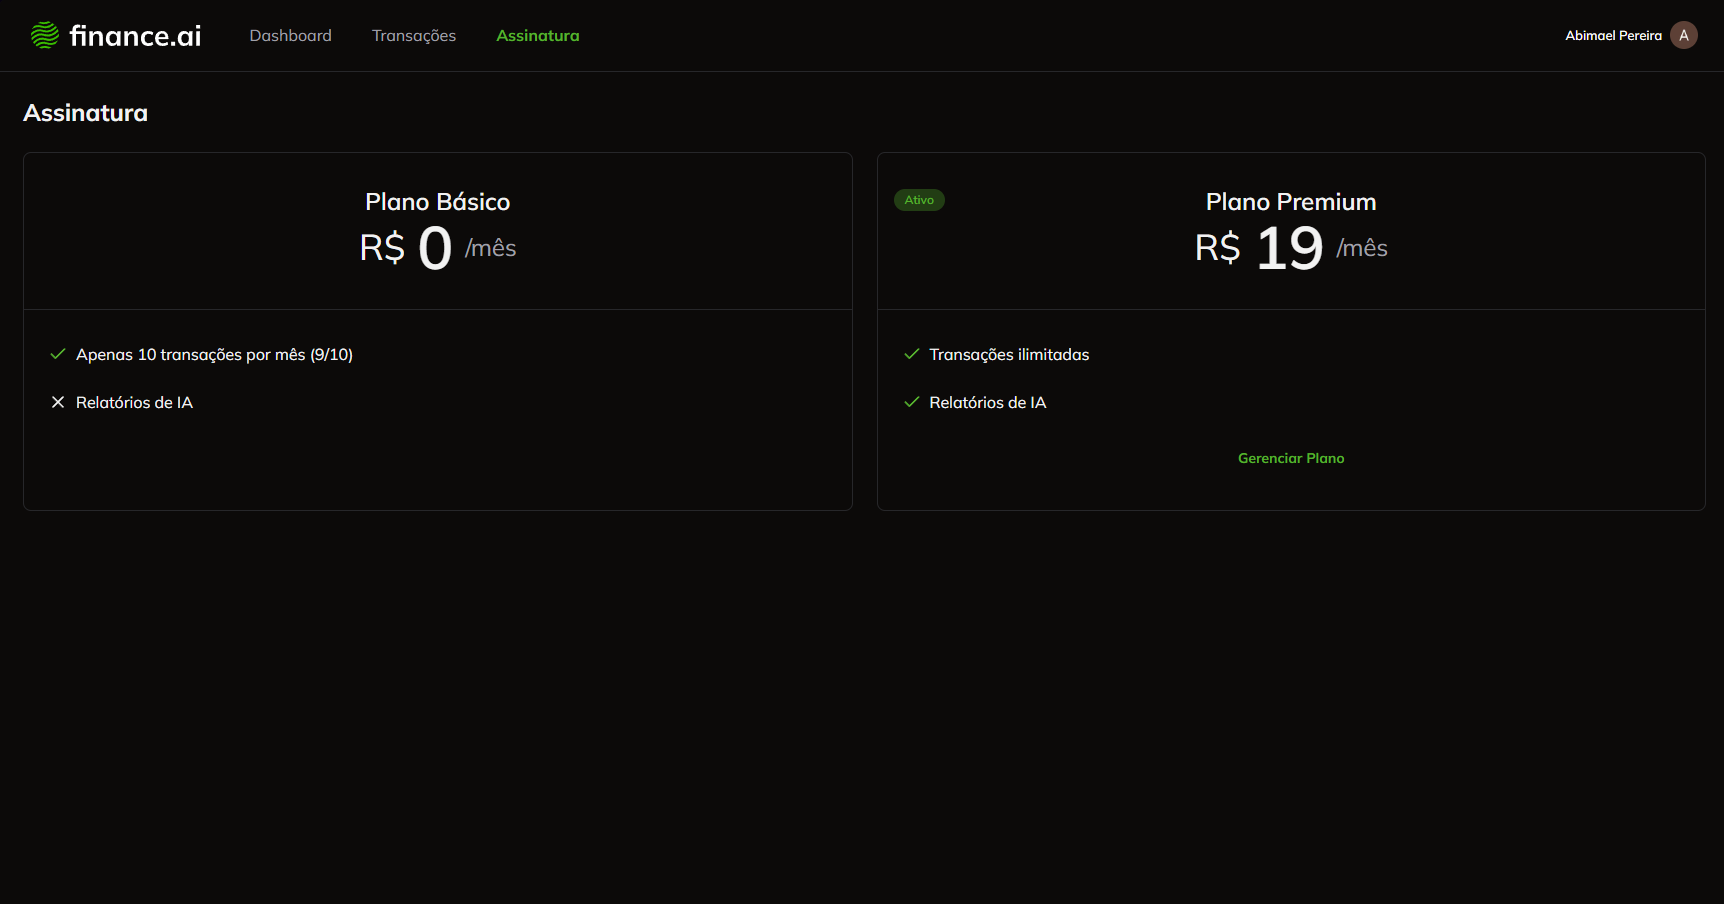 finance.ai
Dashboard
Transações
Assinatura
Abimael Pereira
A
Assinatura
Plano Básico
R$ 0 /mês
Apenas 10 transações por mês (9/10)
Relatórios de IA
Ativo
Plano Premium
R$ 19 /mês
Transações ilimitadas
Relatórios de IA
Gerenciar Plano